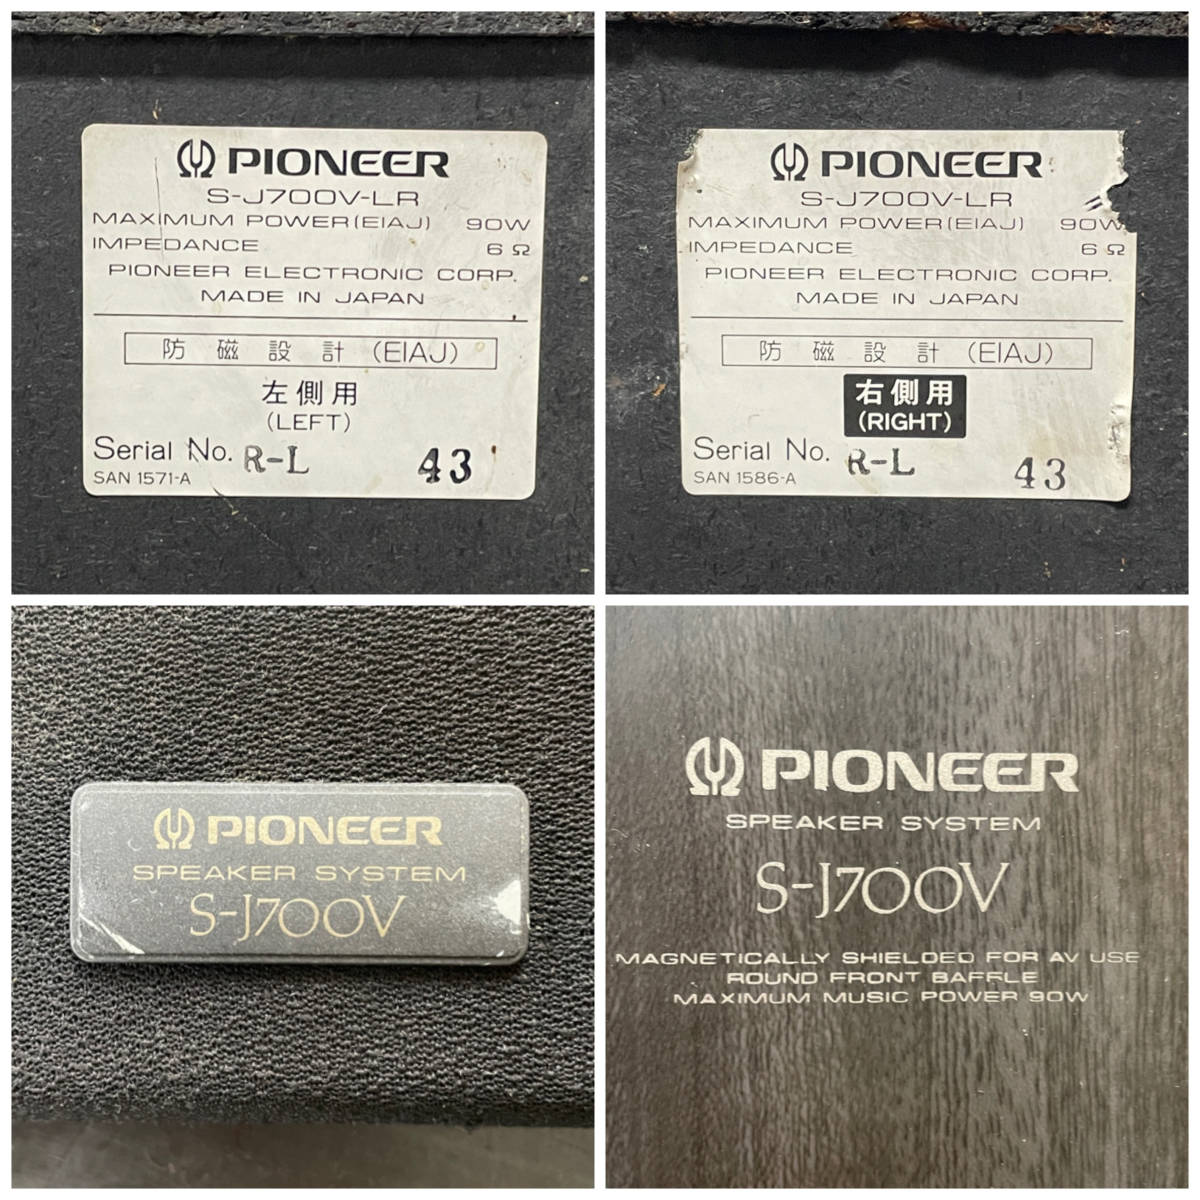 PIONEER
S-J700V-LR
MAXIMUM POWER(EIAJ) 90W
IMPEDANCE 6Ω
PIONEER ELECTRONIC CORP.
MADE IN JAPAN
防磁設計 (EIAJ)
左側用
(LEFT)
Serial No. R-L 43
SAN 1571-A
PIONEER
S-J700V-LR
MAXIMUM POWER(EIAJ) 90W
IMPEDANCE 6Ω
PIONEER ELECTRONIC CORP.
MADE IN JAPAN
防磁設計 (EIAJ)
右側用
(RIGHT)
Serial No. R-L 43
SAN 1586-A
PIONEER
SPEAKER SYSTEM
S-J700V
PIONEER
SPEAKER SYSTEM
S-J700V
MAGNETICALLY SHIELDED FOR AV USE
ROUND FRONT BAFFLE
MAXIMUM MUSIC POWER 90W